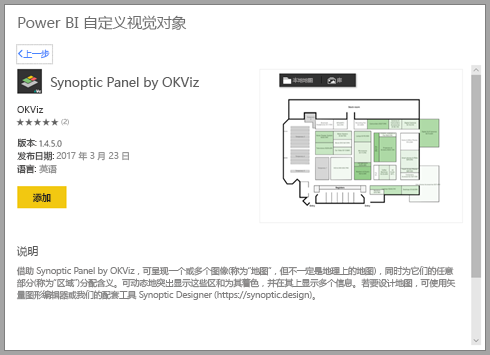 Power BI 自定义视觉对象
上一步
Synoptic Panel by OKViz
OKViz
(2)
版本: 1.4.5.0
发布日期: 2017 年 3 月 23 日
语言: 英语
添加
本地地图
库
说明
借助 Synoptic Panel by OKViz，可呈现一个或多个图像(称为“地图”，但不一定是地理上的地图)，同时为它们的任意
部分(称为“区域”)分配含义。可动态地突出显示这些区和为其着色，并在其上显示多个信息。若要设计地图，可使用矢
量图形编辑器或我们的配套工具 Synoptic Designer (https://synoptic.design)。